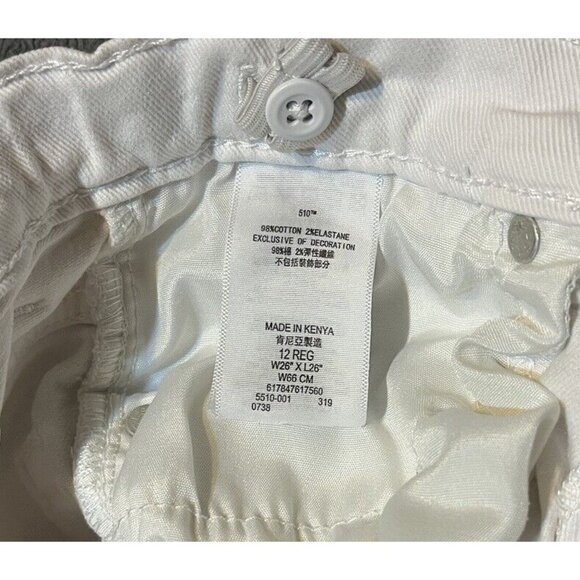 510™
98%COTTON 2%ELASTANE
EXCLUSIVE OF DECORATION
98%棉 2%彈性纖維
不包括裝飾部分
MADE IN KENYA
肯尼亞製造
12 REG
W26" X L26"
W66 CM
617847617560
5510-001 319
0738